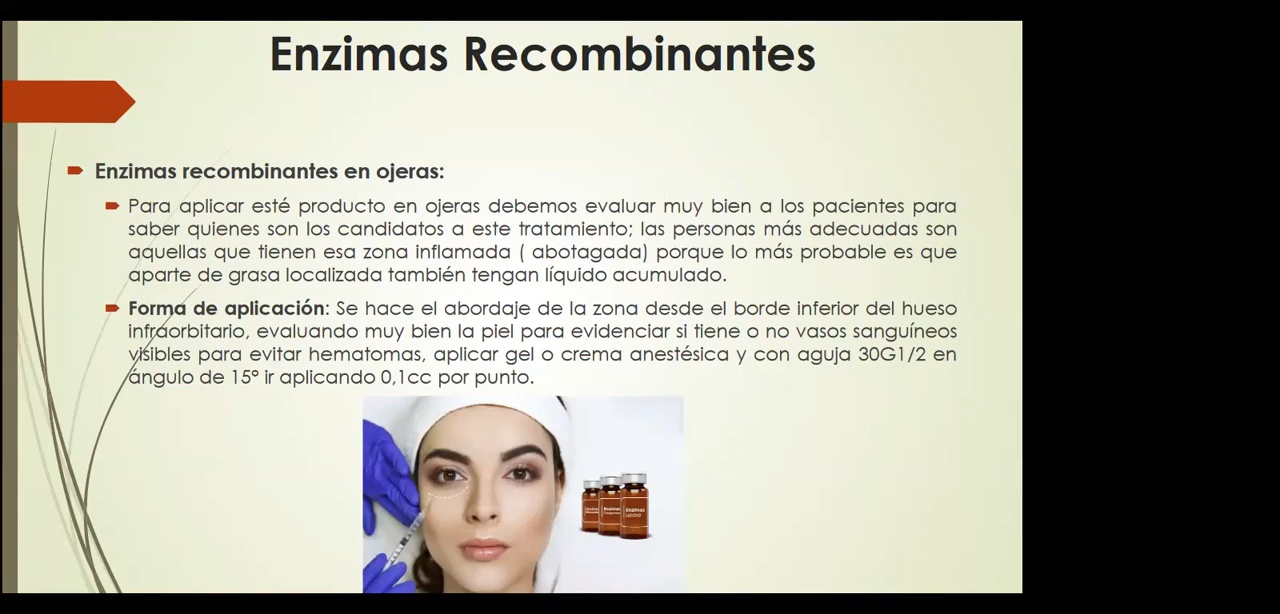 Enzimas Recombinantes
Enzimas recombinantes en ojeras:
Para aplicar esté producto en ojeras debemos evaluar muy bien a los pacientes para
saber quienes son los candidatos a este tratamiento; las personas más adecuadas son
aquellas que tienen esa zona inflamada ( abotagada) porque lo más probable es que
aparte de grasa localizada también tengan líquido acumulado.
Forma de aplicación: Se hace el abordaje de la zona desde el borde inferior del hueso
infraorbitario, evaluando muy bien la piel para evidenciar si tiene o no vasos sanguíneos
visibles para evitar hematomas, aplicar gel o crema anestésica y con aguja 30G1/2 en
ángulo de 15° ir aplicando 0,1cc por punto.
Enzimas